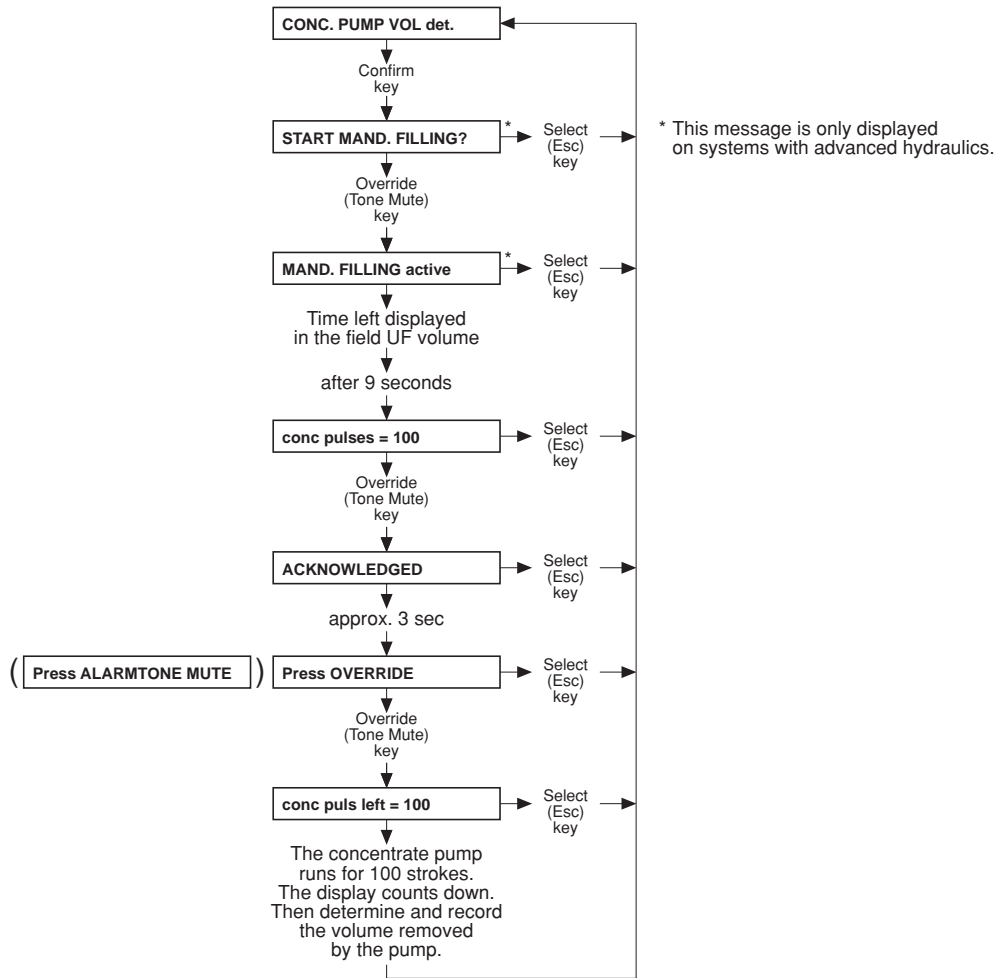 CONC. PUMP VOL det.
Confirm
key
START MAND. FILLING?
*
Select
(Esc)
key
* This message is only displayed
on systems with advanced hydraulics.
Override
(Tone Mute)
key
MAND. FILLING active
*
Select
(Esc)
key
Time left displayed
in the field UF volume
after 9 seconds
conc pulses = 100
Select
(Esc)
key
Override
(Tone Mute)
key
ACKNOWLEDGED
Select
(Esc)
key
approx. 3 sec
( Press ALARMTONE MUTE )
Press OVERRIDE
Select
(Esc)
key
Override
(Tone Mute)
key
conc puls left = 100
Select
(Esc)
key
The concentrate pump
runs for 100 strokes.
The display counts down.
Then determine and record
the volume removed
by the pump.